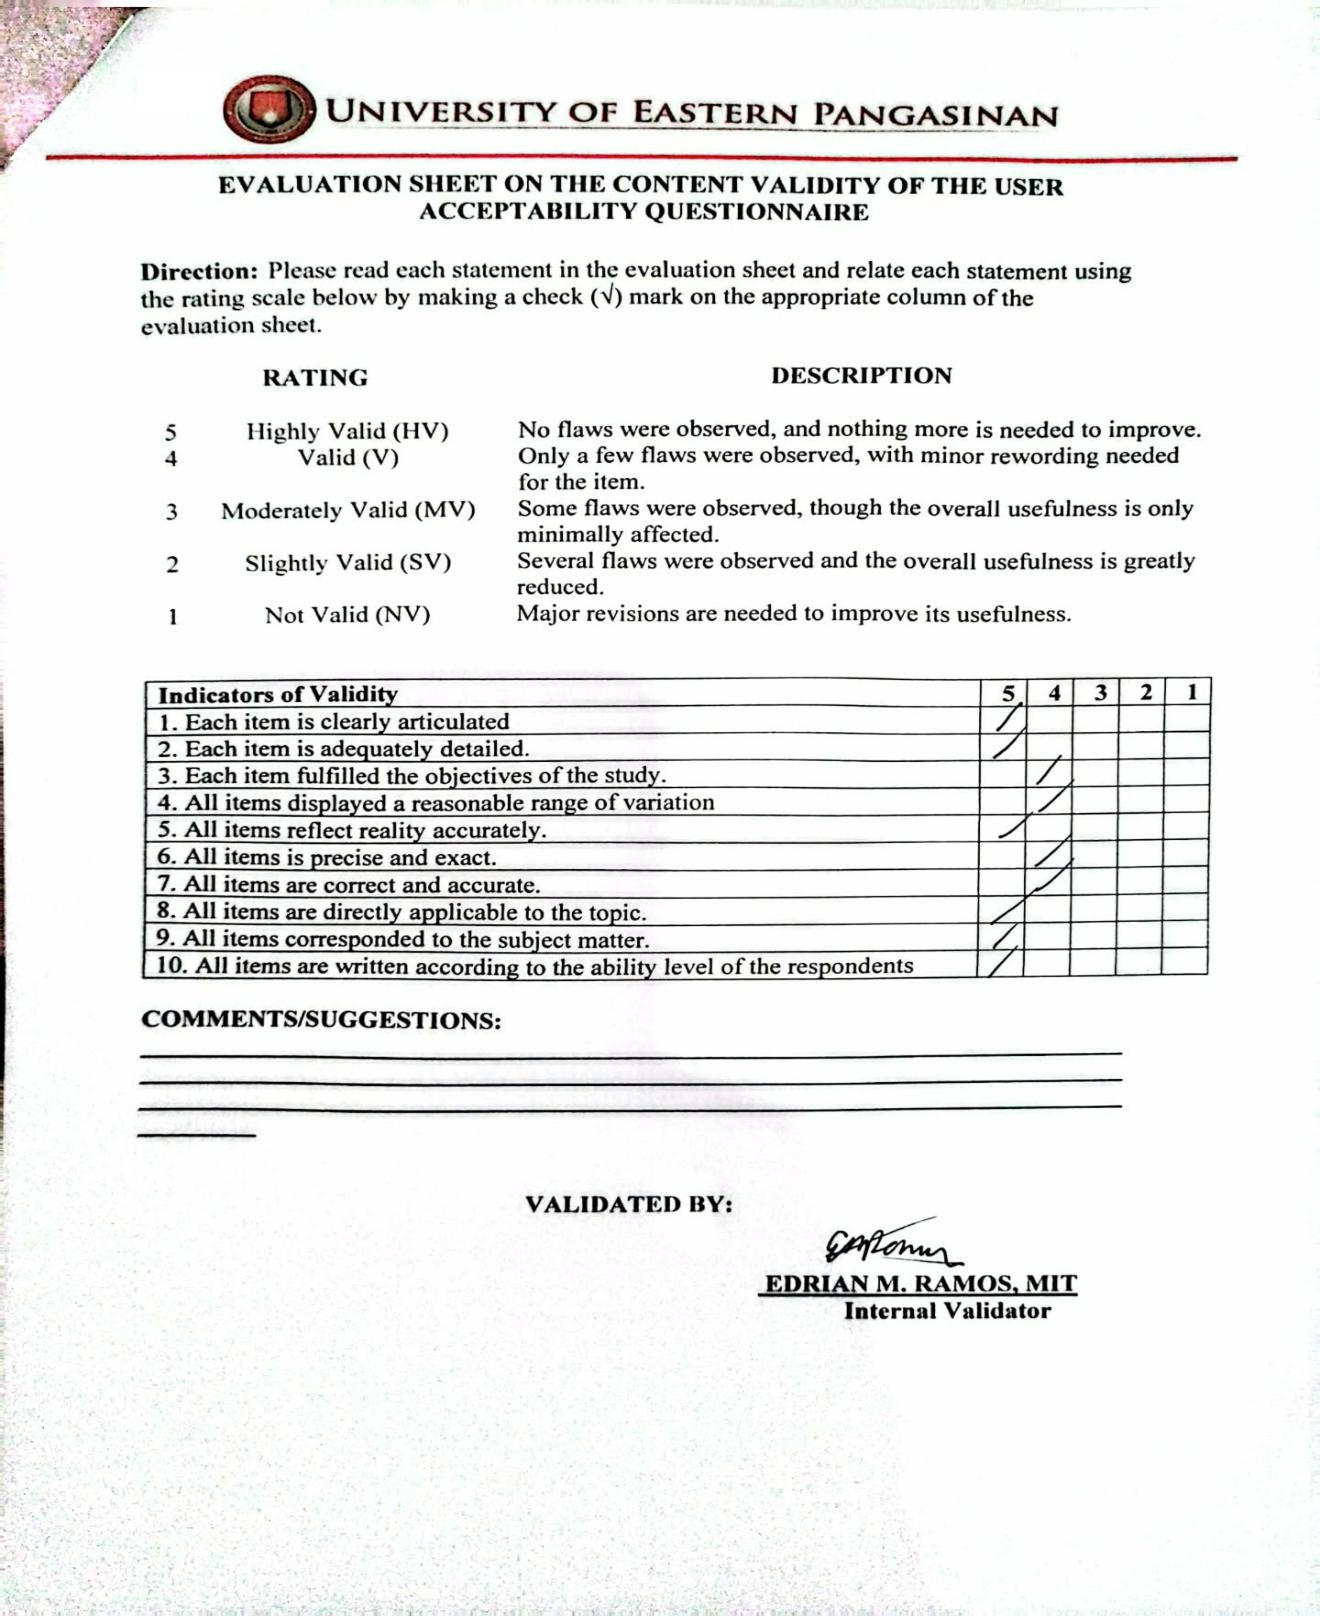 UNIVERSITY OF EASTERN PANGASINAN
EVALUATION SHEET ON THE CONTENT VALIDITY OF THE USER
ACCEPTABILITY QUESTIONNAIRE
Direction: Please read each statement in the evaluation sheet and relate each statement using
the rating scale below by making a check (√) mark on the appropriate column of the
evaluation sheet.
RATING DESCRIPTION
5 Highly Valid (HV) No flaws were observed, and nothing more is needed to improve.
4 Valid (V) Only a few flaws were observed, with minor rewording needed
for the item.
3 Moderately Valid (MV) Some flaws were observed, though the overall usefulness is only
minimally affected.
2 Slightly Valid (SV) Several flaws were observed and the overall usefulness is greatly
reduced.
1 Not Valid (NV) Major revisions are needed to improve its usefulness.
Indicators of Validity 5 4 3 2 1
1. Each item is clearly articulated /
2. Each item is adequately detailed. /
3. Each item fulfilled the objectives of the study. /
4. All items displayed a reasonable range of variation /
5. All items reflect reality accurately. /
6. All items is precise and exact. /
7. All items are correct and accurate. /
8. All items are directly applicable to the topic. /
9. All items corresponded to the subject matter. /
10. All items are written according to the ability level of the respondents /
COMMENTS/SUGGESTIONS:
VALIDATED BY:
EDRIAN M. RAMOS, MIT
Internal Validator